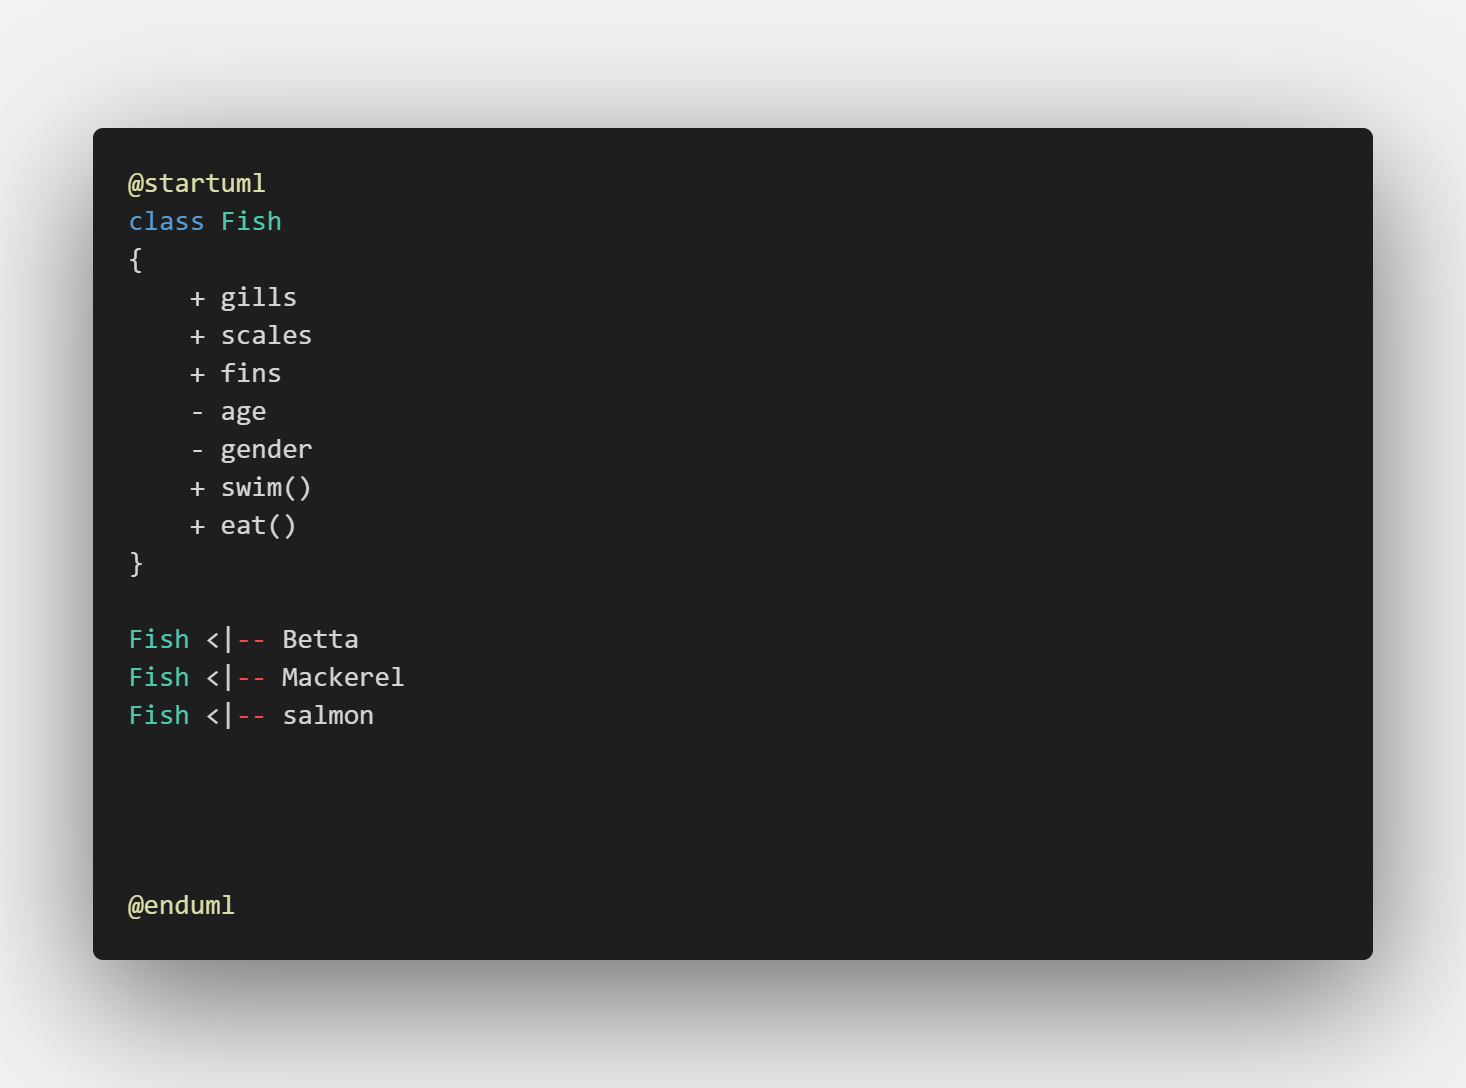 @startuml
class Fish
{
    + gills
    + scales
    + fins
    - age
    - gender
    + swim()
    + eat()
}
Fish <|-- Betta
Fish <|-- Mackerel
Fish <|-- salmon
@enduml